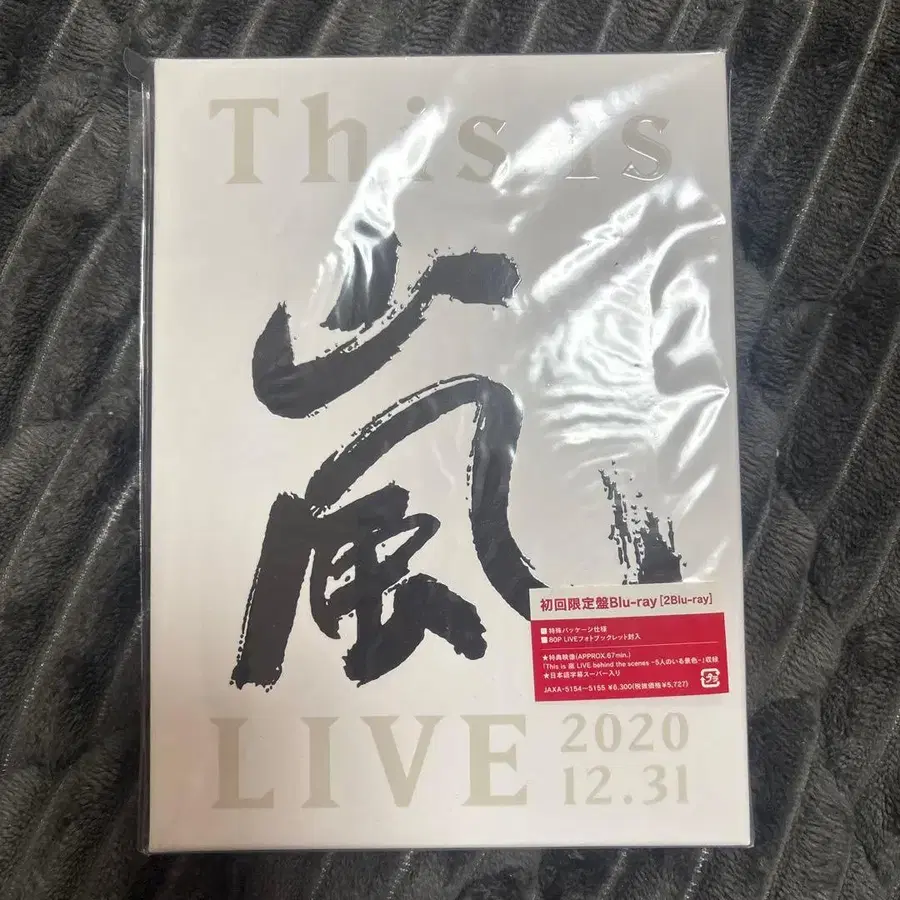 This is
嵐
LIVE
2020
12.31
初回限定盤Blu-ray [2Blu-ray]
■特殊パッケージ仕様
■80P LIVEフォトブックレット封入
★特典映像(APPROX.67min.)
「This is 嵐 LIVE behind the scenes -5人のいる景色-」収録
★日本語字幕スーパー入り
JAXA-5154〜5155 ¥6,300(税抜価格¥5,727)